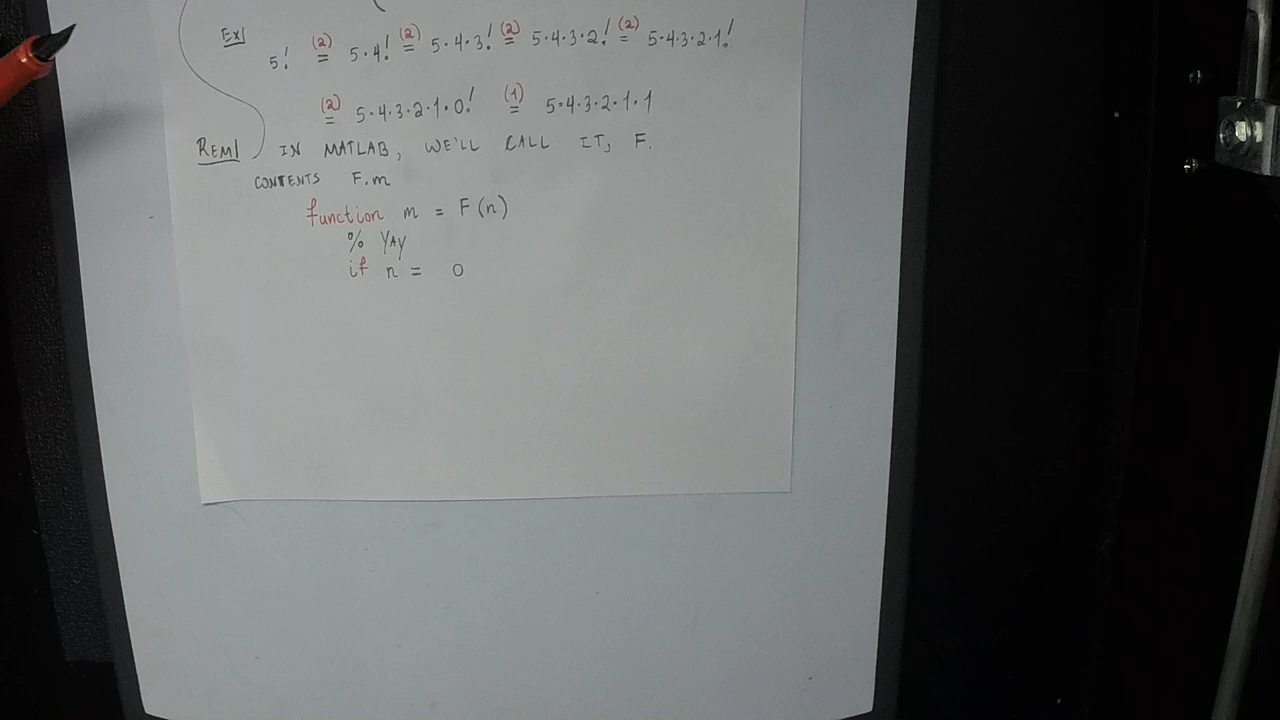 Ex|
5! (2)= 5·4! (2)= 5·4·3! (2)= 5·4·3·2! (2)= 5·4·3·2·1!
(2)= 5·4·3·2·1·0! (1)= 5·4·3·2·1·1
REM| IN MATLAB, WE'LL CALL IT, F.
CONTENTS F.m
function m = F(n)
% YAY
if n = 0